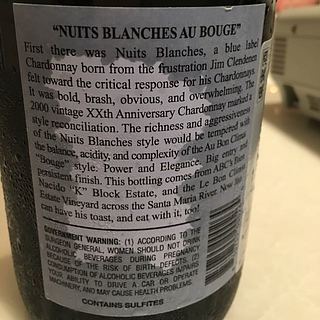 "NUITS BLANCHES AU BOUGE"
First there was Nuits Blanches, a blue label
Chardonnay born from the frustration Jim Clendenen
felt toward the critical response for his Chardonnays.
It was bold, brash, obvious, and overwhelming. The
2000 vintage XXth Anniversary Chardonnay marked a
style reconciliation. The richness and aggressiveness
of the Nuits Blanches style would be tempered with
the balance, acidity, and complexity of the Au Bon Climat
"Bouge" style. Power and Elegance. Big entry and
persistent finish. This bottling comes from ABC's Bien
Nacido "K" Block Estate, and the Le Bon Climat
Estate Vineyard across the Santa Maria River. Now Jim
can have his toast, and eat with it, too!
GOVERNMENT WARNING: (1) ACCORDING TO THE
SURGEON GENERAL, WOMEN SHOULD NOT DRINK
ALCOHOLIC BEVERAGES DURING PREGNANCY
BECAUSE OF THE RISK OF BIRTH DEFECTS. (2)
CONSUMPTION OF ALCOHOLIC BEVERAGES IMPAIRS
YOUR ABILITY TO DRIVE A CAR OR OPERATE
MACHINERY, AND MAY CAUSE HEALTH PROBLEMS.
CONTAINS SULFITES